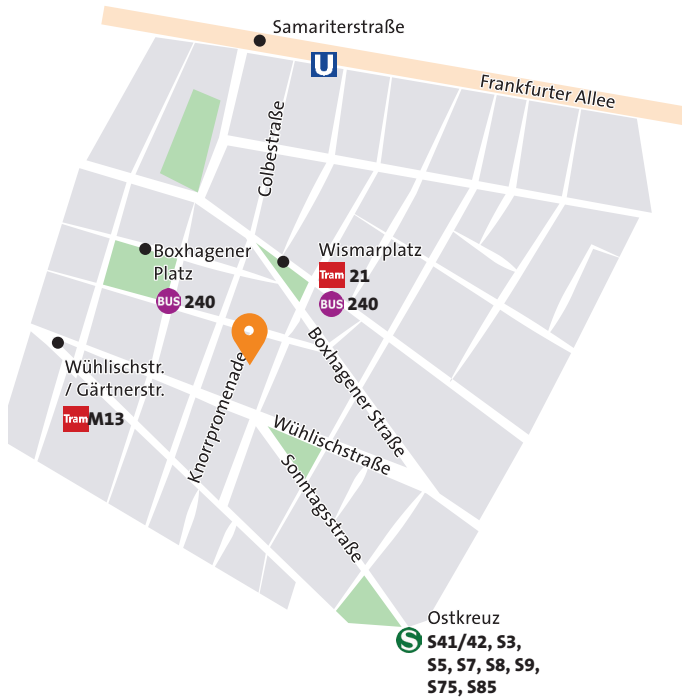 Samariterstraße
U
Frankfurter Allee
Colbestraße
Boxhagener
Platz
BUS 240
Wismarplatz
Tram 21
BUS 240
Wühlischstr.
/ Gärtnerstr.
Tram M13
Knorrpromenade
Boxhagener Straße
Wühlischstraße
Sonntagsstraße
Ostkreuz
S S41/42, S3,
S5, S7, S8, S9,
S75, S85